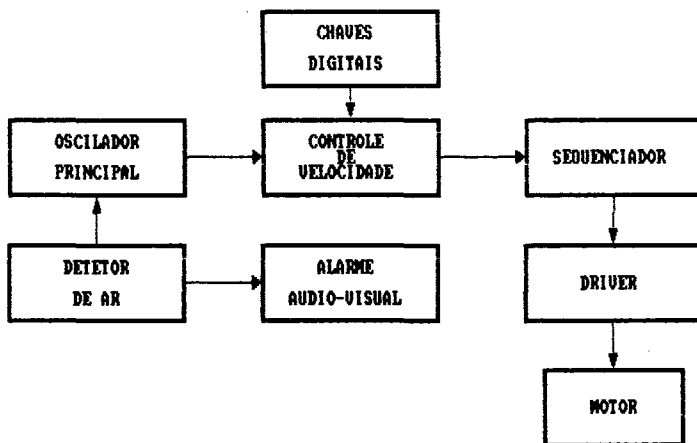 CHAVES
DIGITAIS
OSCILADOR
PRINCIPAL
CONTROLE
DE
VELOCIDADE
SEQUENCIADOR
DETETOR
DE AR
ALARME
AUDIO-VISUAL
DRIVER
MOTOR